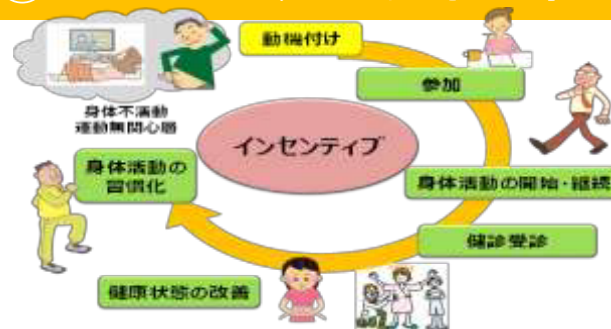 動機付け
参加
身体不活動
運動無関心層
インセンティブ
身体活動の
習慣化
身体活動の開始・継続
健診受診
健康状態の改善